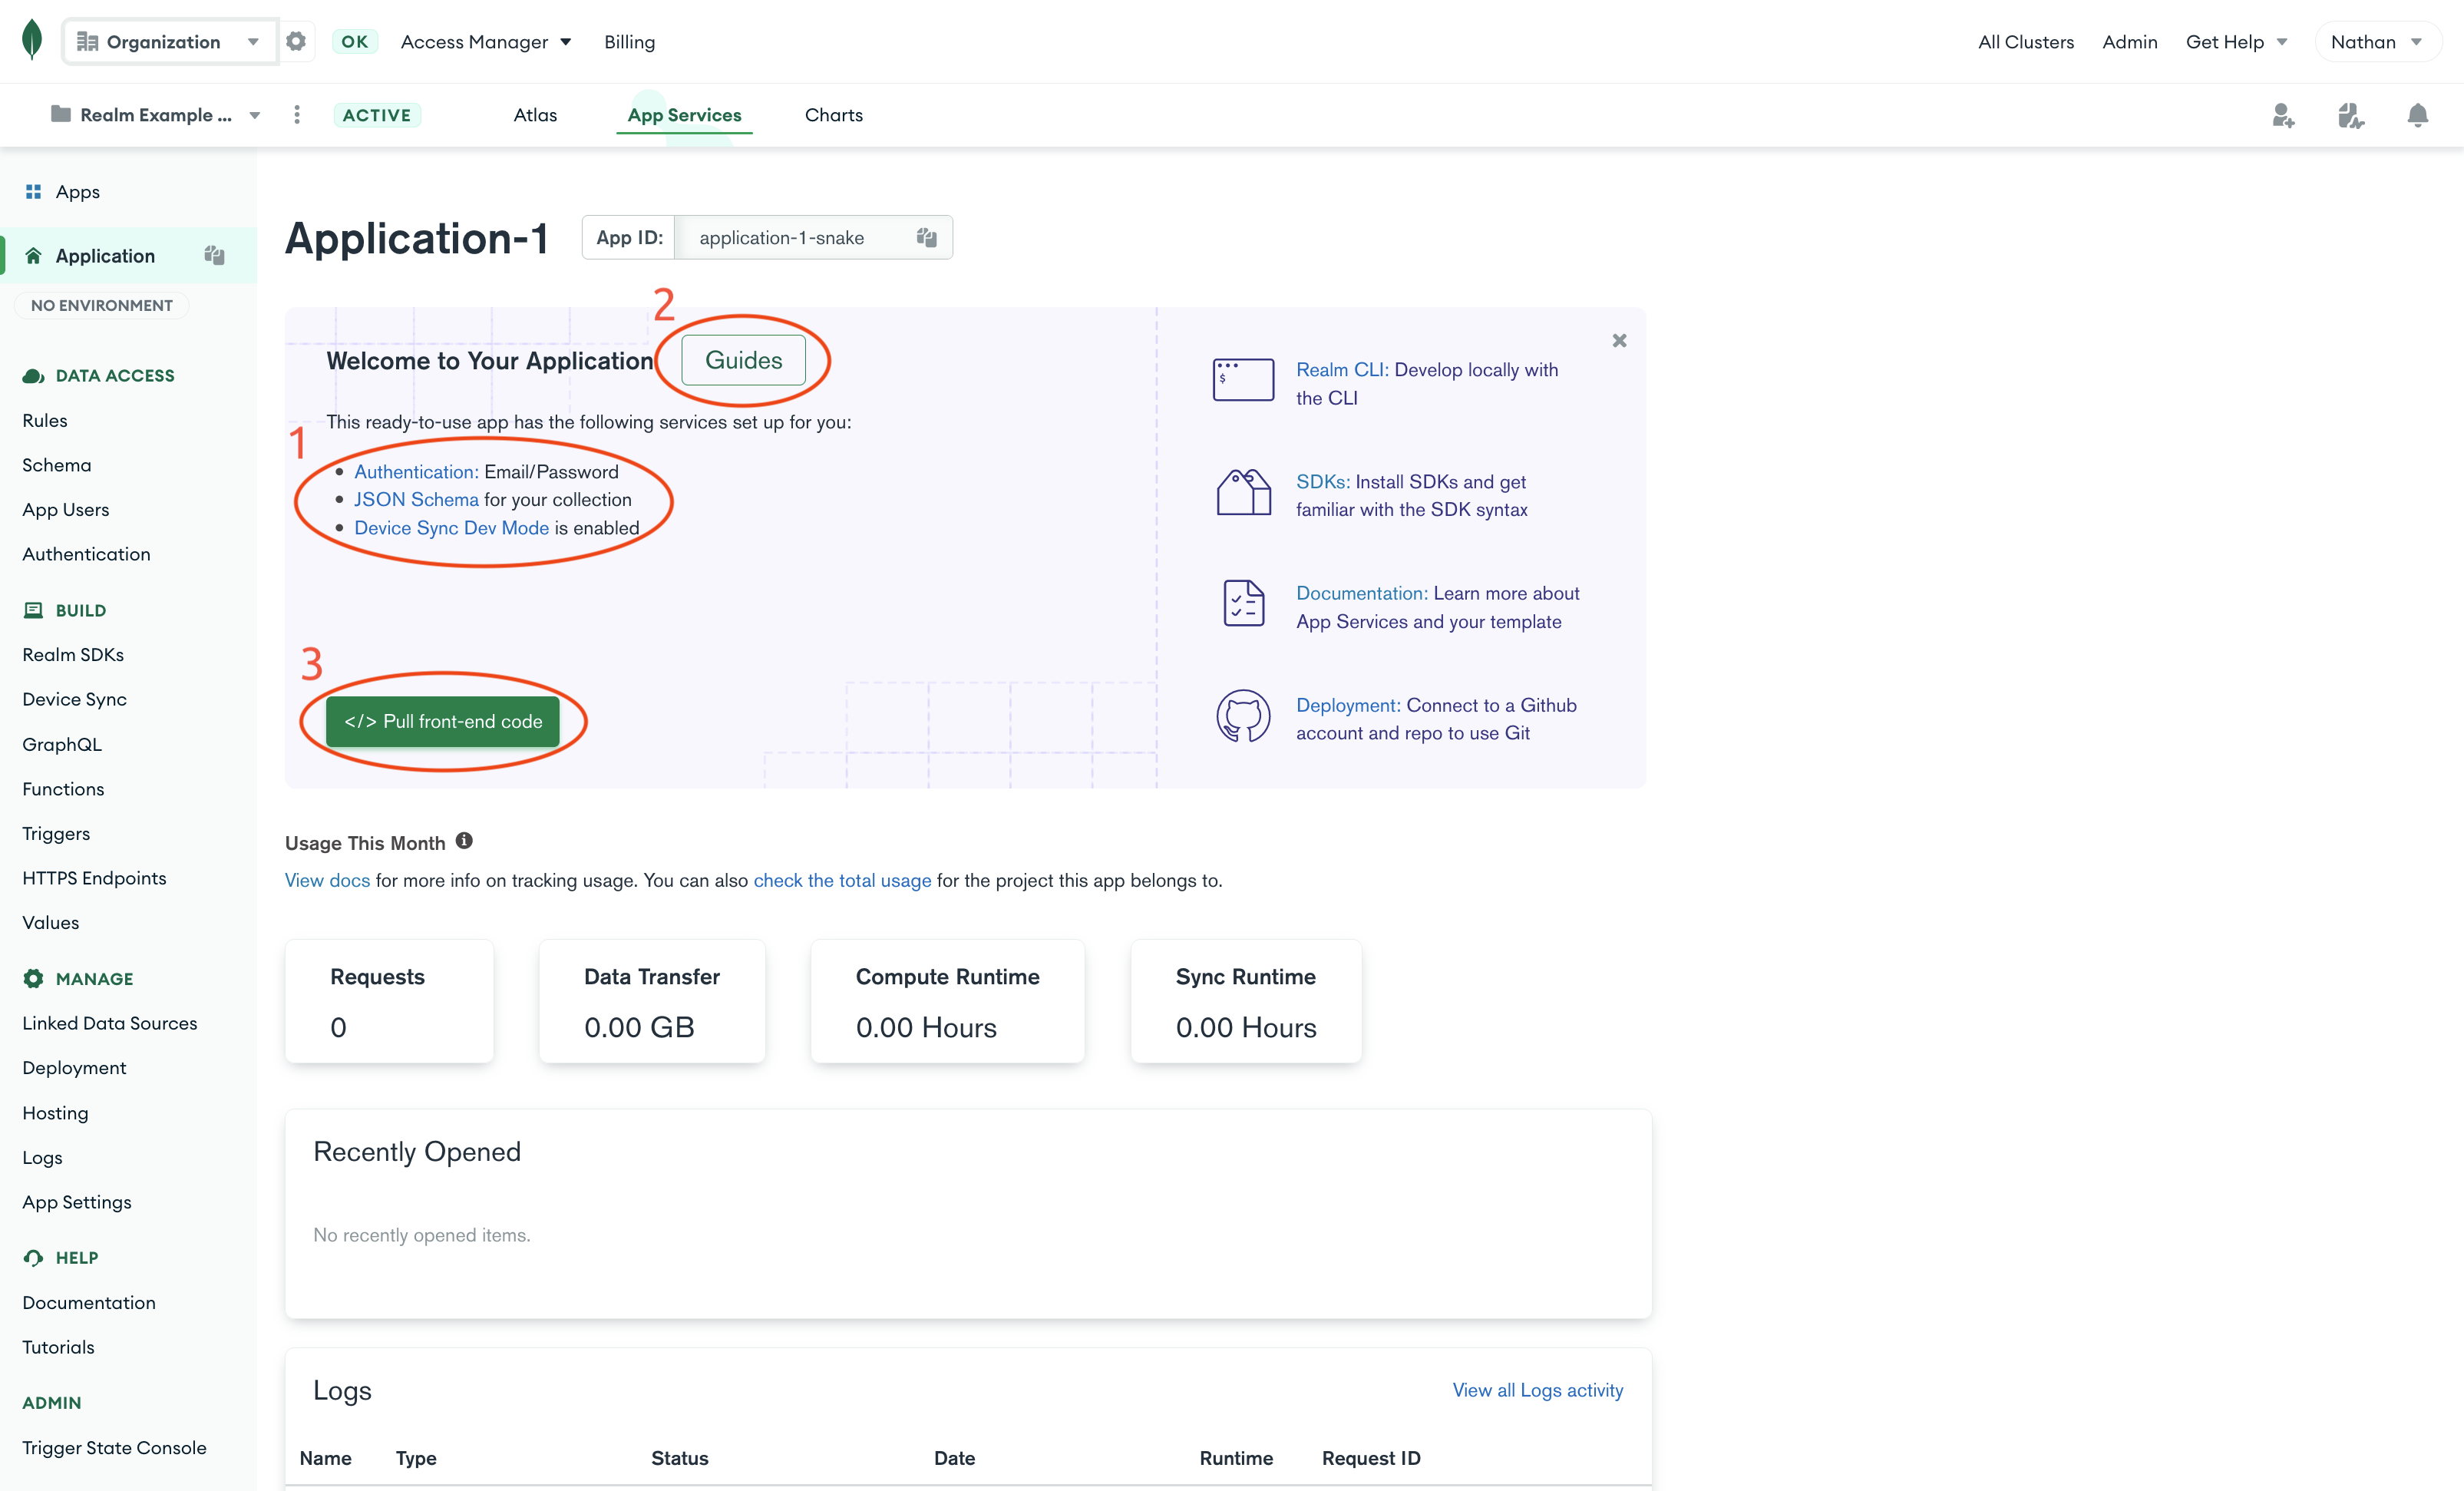 Organization
OK
Access Manager
Billing
All Clusters
Admin
Get Help
Nathan
Realm Example ...
ACTIVE
Atlas
App Services
Charts
Apps
Application
NO ENVIRONMENT
DATA ACCESS
Rules
Schema
App Users
Authentication
BUILD
Realm SDKs
Device Sync
GraphQL
Functions
Triggers
HTTPS Endpoints
Values
MANAGE
Linked Data Sources
Deployment
Hosting
Logs
App Settings
HELP
Documentation
Tutorials
ADMIN
Trigger State Console
Application-1
App ID: application-1-snake
2
Welcome to Your Application
Guides
This ready-to-use app has the following services set up for you:
1
• Authentication: Email/Password
• JSON Schema for your collection
• Device Sync Dev Mode is enabled
3
</> Pull front-end code
$
Realm CLI: Develop locally with
the CLI
SDKs: Install SDKs and get
familiar with the SDK syntax
Documentation: Learn more about
App Services and your template
Deployment: Connect to a Github
account and repo to use Git
Usage This Month
View docs for more info on tracking usage. You can also check the total usage for the project this app belongs to.
Requests
0
Data Transfer
0.00 GB
Compute Runtime
0.00 Hours
Sync Runtime
0.00 Hours
Recently Opened
No recently opened items.
Logs
View all Logs activity
Name Type Status Date Runtime Request ID